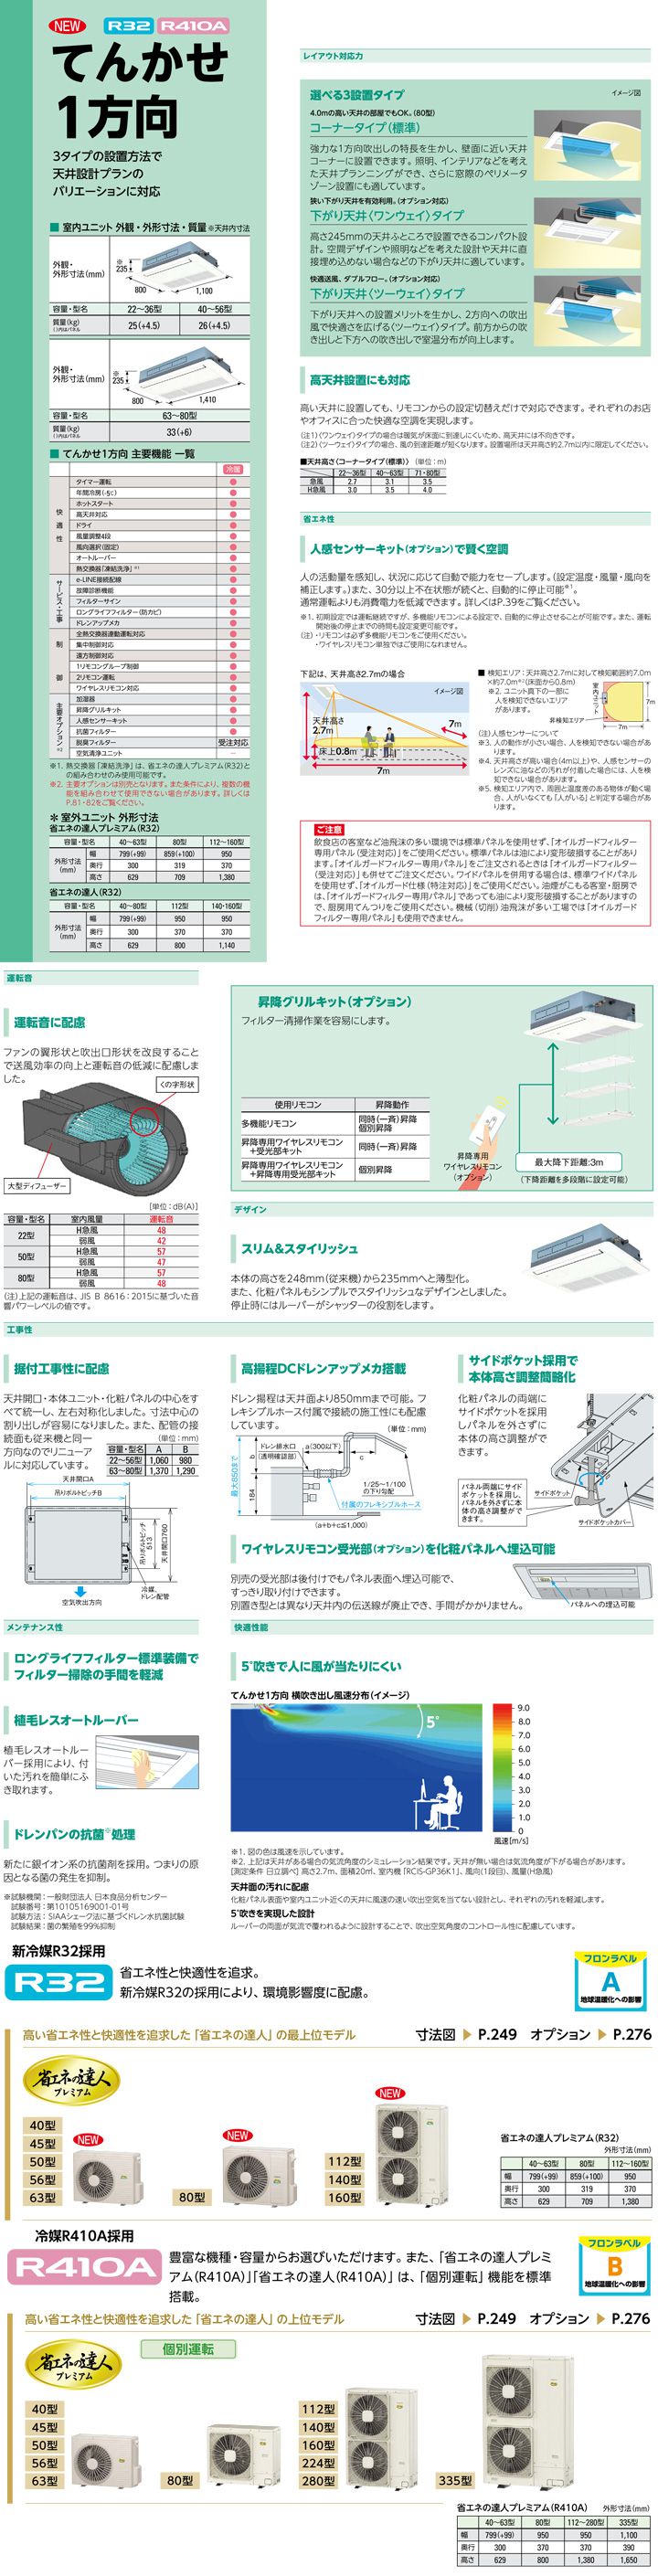 NEW R32 R410A
てんかせ
1方向
3タイプの設置方法で
天井設計プランの
バリエーションに対応
■ 室内ユニット 外観・外形寸法・質量 ※天井内寸法
外観・
外形寸法(mm)
※
235
800
1,100
容量・型名 22〜36型 40〜56型
質量(kg)
()内はパネル
25(+4.5) 26(+4.5)
外観・
外形寸法(mm)
※
235
800
1,410
容量・型名 63〜80型
質量(kg)
()内はパネル
33(+6)
■ てんかせ1方向 主要機能 一覧
冷暖
快適性
タイマー運転 ●
年間冷房(-5℃) ●
ホットスタート ●
高天井対応 ●
ドライ ●
風量調整4段 ●
風向選択(固定) ●
オートルーバー ●
熱交換器「凍結洗浄」※1 ●
サービス・工事
e-LINE接続配線 ●
故障診断機能 ●
フィルターサイン ●
ロングライフフィルター(防カビ) ●
ドレンアップメカ ●
制御
全熱交換器連動運転対応 ●
集中制御対応 ●
遠方制御対応 ●
1リモコングループ制御 ●
2リモコン運転 ●
ワイヤレスリモコン対応 ●
主要オプション※2
加湿器 ●
昇降グリルキット ●
人感センサーキット ●
抗菌フィルター ●
脱臭フィルター 受注対応
空気清浄ユニット −
※1. 熱交換器「凍結洗浄」は、省エネの達人プレミアム(R32)と
の組み合わせのみ使用可能です。
※2. 主要オプションは別売となります。また条件により、複数の機
能を組み合わせて使用できない場合があります。詳しくは
P.81・82をご覧ください。
＊ 室外ユニット 外形寸法
省エネの達人プレミアム(R32)
容量・型名 40〜63型 80型 112〜160型
外形寸法
(mm)
幅 799(+99) 859(+100) 950
奥行 300 319 370
高さ 629 709 1,380
省エネの達人(R32)
容量・型名 40〜80型 112型 140・160型
外形寸法
(mm)
幅 799(+99) 950 950
奥行 300 370 370
高さ 629 800 1,140
レイアウト対応力
選べる3設置タイプ
イメージ図
4.0mの高い天井の部屋でもOK。(80型)
コーナータイプ(標準)
強力な1方向吹出しの特長を生かし、壁面に近い天井
コーナーに設置できます。照明、インテリアなどを考え
た天井プランニングができ、さらに窓際のペリメータ
ゾーン設置にも適しています。
狭い下がり天井を有効利用。(オプション対応)
下がり天井〈ワンウェイ〉タイプ
高さ245mmの天井ふところで設置できるコンパクト設
計。空間デザインや照明などを考えた設計や天井に直
接埋め込めない場合などの下がり天井に適しています。
快適送風、ダブルフロー。(オプション対応)
下がり天井〈ツーウェイ〉タイプ
下がり天井への設置メリットを生かし、2方向への吹出
風で快適さを広げる〈ツーウェイ〉タイプ。前方からの吹
き出しと下方への吹き出しで室温分布が向上します。
高天井設置にも対応
高い天井に設置しても、リモコンからの設定切替えだけで対応できます。それぞれのお店
やオフィスに合った快適な空調を実現します。
(注1)〈ワンウェイ〉タイプの場合は暖気が床面に到達しにくいため、高天井には不向きです。
(注2)〈ツーウェイ〉タイプの場合、風の到達距離が短くなります。設置場所は天井高さ約2.7m以内に限定してください。
■天井高さ〈コーナータイプ(標準)〉 (単位:m)
22〜36型 40〜63型 71・80型
急風 2.7 3.1 3.5
H急風 3.0 3.5 4.0
省エネ性
人感センサーキット(オプション)で賢く空調
人の活動量を感知し、状況に応じて自動で能力をセーブします。(設定温度・風量・風向を
補正します。)また、30分以上不在状態が続くと、自動的に停止可能※1。
通常運転よりも消費電力を低減できます。詳しくはP.39をご覧ください。
※1. 初期設定では運転継続ですが、多機能リモコンによる設定で、自動的に停止させることが可能です。また、運転
開始後の停止までの時間も設定変更可能です。
(注)・リモコンは必ず多機能リモコンをご使用ください。
・ワイヤレスリモコン単独ではご使用になれません。
下記は、天井高さ2.7mの場合
イメージ図
天井高さ
2.7m
床上0.8m
7m
7m
■ 検知エリア:天井高さ2.7mに対して検知範囲約7.0m
×約7.0m※2(床面から0.8m)
※2. ユニット真下の一部に
人を検知できないエリア
があります。
室内ユニット
7m
非検知エリア
7m
(注)人感センサーについて
※3. 人の動作が小さい場合、人を検知できない場合があ
ります。
※4. 天井高さが高い場合(4m以上)や、人感センサーの
レンズに油などの汚れが付着した場合には、人を検
知できない場合があります。
※5. 検知エリア内で、周囲と温度差のある物体が動く場
合、人がいなくても「人がいる」と判定する場合があ
ります。
ご注意
飲食店の客室など油飛沫の多い環境では標準パネルを使用せず、「オイルガードフィルター
専用パネル(受注対応)」をご使用ください。標準パネルは油により変形破損することがあり
ます。「オイルガードフィルター専用パネル」をご注文されるときは「オイルガードフィルター
(受注対応)」も併せてご注文ください。ワイドパネルを併用する場合は、標準ワイドパネル
を使用せず、「オイルガード仕様(特注対応)」をご使用ください。油煙がこもる客室・厨房で
は、「オイルガードフィルター専用パネル」であっても油により変形破損することがありますの
で、厨房用てんつりをご使用ください。機械(切削)油飛沫が多い工場では「オイルガード
フィルター専用パネル」も使用できません。
運転音
運転音に配慮
ファンの翼形状と吹出口形状を改良すること
で送風効率の向上と運転音の低減に配慮しま
した。
くの字形状
大型ディフューザー
[単位:dB(A)]
容量・型名 室内風量 運転音
22型 H急風 48
弱風 42
50型 H急風 57
弱風 47
80型 H急風 57
弱風 48
(注)上記の運転音は、JIS B 8616:2015に基づいた音
響パワーレベルの値です。
昇降グリルキット(オプション)
フィルター清掃作業を容易にします。
使用リモコン 昇降動作
多機能リモコン 同時(一斉)昇降
個別昇降
昇降専用ワイヤレスリモコン
+受光部キット 同時(一斉)昇降
昇降専用ワイヤレスリモコン
+昇降専用受光部キット 個別昇降
昇降専用
ワイヤレスリモコン
(オプション)
最大降下距離:3m
(下降距離を多段階に設定可能)
デザイン
スリム&スタイリッシュ
本体の高さを248mm(従来機)から235mmへと薄型化。
また、化粧パネルもシンプルでスタイリッシュなデザインとしました。
停止時にはルーバーがシャッターの役割をします。
工事性
据付工事性に配慮
天井開口・本体ユニット・化粧パネルの中心をす
べて統一し、左右対称化しました。寸法中心の
割り出しが容易になりました。また、配管の接
続面も従来機と同一
方向なのでリニューア
ルに対応しています。
(単位:mm)
容量・型名 A B
22〜56型 1,060 980
63〜80型 1,370 1,290
天井開口A
吊りボルトピッチB
吊りボルトピッチ
513
天井開口760
冷媒、
ドレン配管
空気吹出方向
高揚程DCドレンアップメカ搭載
ドレン揚程は天井面より850mmまで可能。フ
レキシブルホース付属で接続の施工性にも配慮
しています。
(単位:mm)
ドレン排水口
(透明確認部)
a(300以下)
b
c
最大850まで
184
1/25〜1/100
の下り勾配
付属のフレキシブルホース
(a+b+c≦1,000)
サイドポケット採用で
本体高さ調整簡略化
化粧パネルの両端に
サイドポケットを採用
しパネルを外さずに
本体の高さ調整がで
きます。
パネル両端にサイド
ポケットを採用し、
パネルを外さずに本
体の高さ調整がで
きます。
サイドポケット
サイドポケットカバー
ワイヤレスリモコン受光部(オプション)を化粧パネルへ埋込可能
別売の受光部は後付けでもパネル表面へ埋込可能で、
すっきり取り付けできます。
別置き型とは異なり天井内の伝送線が廃止でき、手間がかかりません。
パネルへの埋込可能
メンテナンス性
ロングライフフィルター標準装備で
フィルター掃除の手間を軽減
植毛レスオートルーバー
植毛レスオートルー
バー採用により、付
いた汚れを簡単にふ
き取れます。
ドレンパンの抗菌※処理
新たに銀イオン系の抗菌剤を採用。つまりの原
因となる菌の発生を抑制。
※試験機関:一般財団法人 日本食品分析センター
試験番号:第10105169001-01号
試験方法:SIAAシェーク法に基づくドレン水抗菌試験
試験結果:菌の繁殖を99%抑制
快適性能
5°吹きで人に風が当たりにくい
てんかせ1方向 横吹き出し風速分布(イメージ)
5°
9.0
8.0
7.0
6.0
5.0
4.0
3.0
2.0
1.0
0
風速[m/s]
※1. 図の色は風速を示しています。
※2. 上記は天井がある場合の気流角度のシミュレーション結果です。天井が無い場合は気流角度が下がる場合があります。
[測定条件 日立調べ] 高さ2.7m、面積20㎡、室内機「RCIS-GP36K1」、風向(1段目)、風量(H急風)
天井面の汚れに配慮
化粧パネル表面や室内ユニット近くの天井に風速の速い吹出空気を当てない設計とし、それぞれの汚れを軽減します。
5°吹きを実現した設計
ルーバーの両面が気流で覆われるように設計することで、吹出空気角度のコントロール性に配慮しています。
新冷媒R32採用
R32
省エネ性と快適性を追求。
新冷媒R32の採用により、環境影響度に配慮。
フロンラベル
A
地球温暖化への影響
高い省エネ性と快適性を追求した「省エネの達人」の最上位モデル
寸法図 ▶ P.249 オプション ▶ P.276
省エネの達人
プレミアム
40型
45型
50型
56型
63型
NEW
80型
NEW
112型
140型
160型
NEW
省エネの達人プレミアム(R32)
外形寸法(mm)
40〜63型 80型 112〜160型
幅 799(+99) 859(+100) 950
奥行 300 319 370
高さ 629 709 1,380
冷媒R410A採用
R410A
豊富な機種・容量からお選びいただけます。また、「省エネの達人プレミ
アム(R410A)」「省エネの達人(R410A)」は、「個別運転」機能を標準
搭載。
フロンラベル
B
地球温暖化への影響
高い省エネ性と快適性を追求した「省エネの達人」の上位モデル
寸法図 ▶ P.249 オプション ▶ P.276
省エネの達人
プレミアム
個別運転
40型
45型
50型
56型
63型
80型
112型
140型
160型
224型
280型
335型
省エネの達人プレミアム(R410A)
外形寸法(mm)
40〜63型 80型 112〜280型 335型
幅 799(+99) 950 950 1,100
奥行 300 370 370 390
高さ 629 800 1,380 1,650